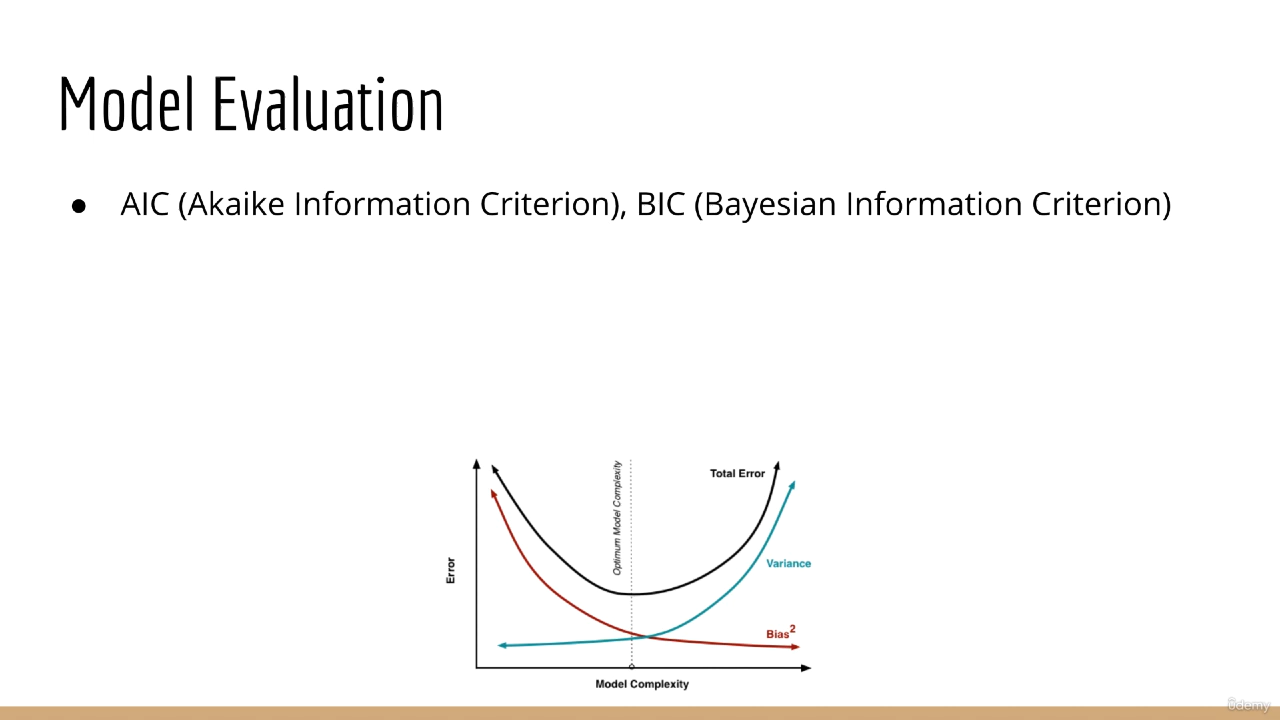 Model Evaluation
● AIC (Akaike Information Criterion), BIC (Bayesian Information Criterion)
Optimum Model Complexity
Total Error
Error
Variance
Bias²
Model Complexity
ûdemy